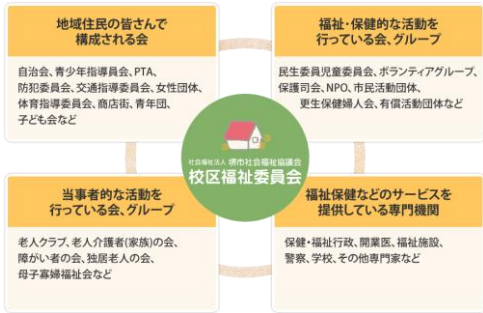 地域住民の皆さんで
構成される会
自治会、青少年指導員会、PTA、
防犯委員会、交通指導委員会、女性団体、
体育指導委員会、商店街、青年団、
子ども会など
福祉・保健的な活動を
行っている会、グループ
民生委員児童委員会、ボランティアグループ、
保護司会、NPO、市民活動団体、
更生保健婦人会、有償活動団体など
社会福祉法人 堺市社会福祉協議会
校区福祉委員会
当事者的な活動を
行っている会、グループ
老人クラブ、老人介護者(家族)の会、
障がい者の会、独居老人の会、
母子寡婦福祉会など
福祉保健などのサービスを
提供している専門機関
保健・福祉行政、開業医、福祉施設、
警察、学校、その他専門家など